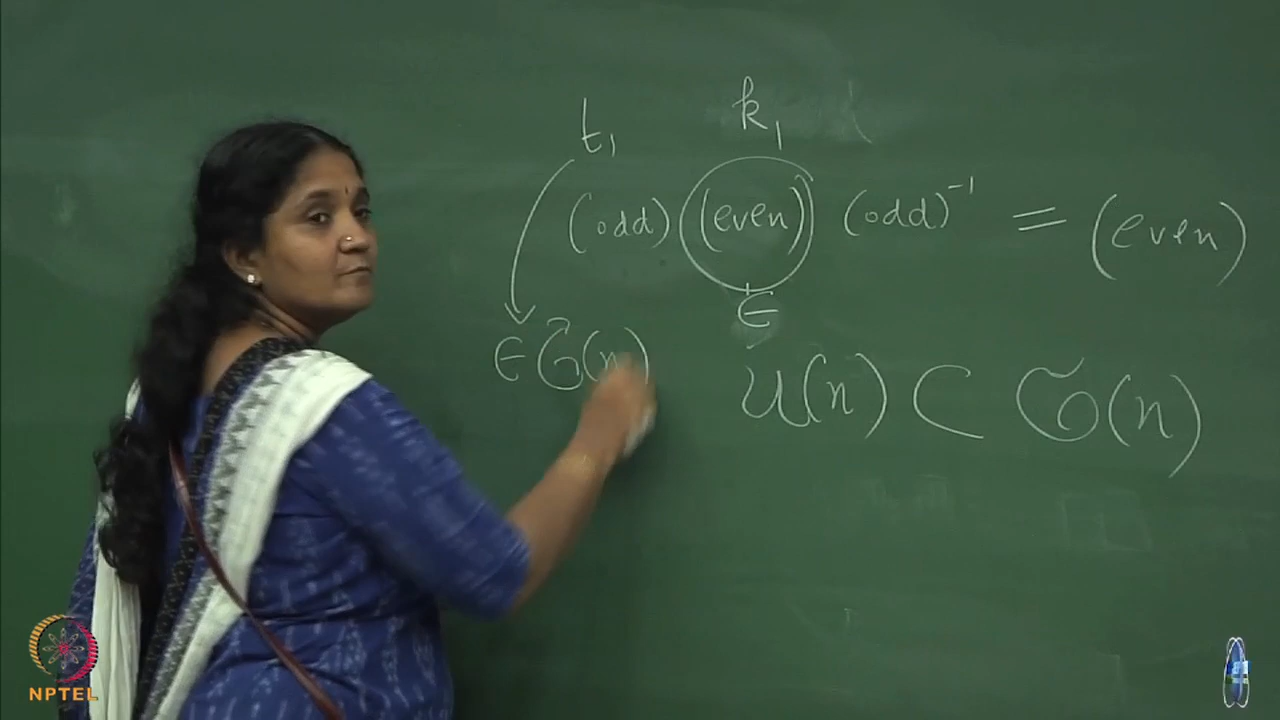 t₁ k₁
(odd) (even) (odd)⁻¹ = (even)
∈
∈ G(n) U(n) ⊂ G(n)
NPTEL